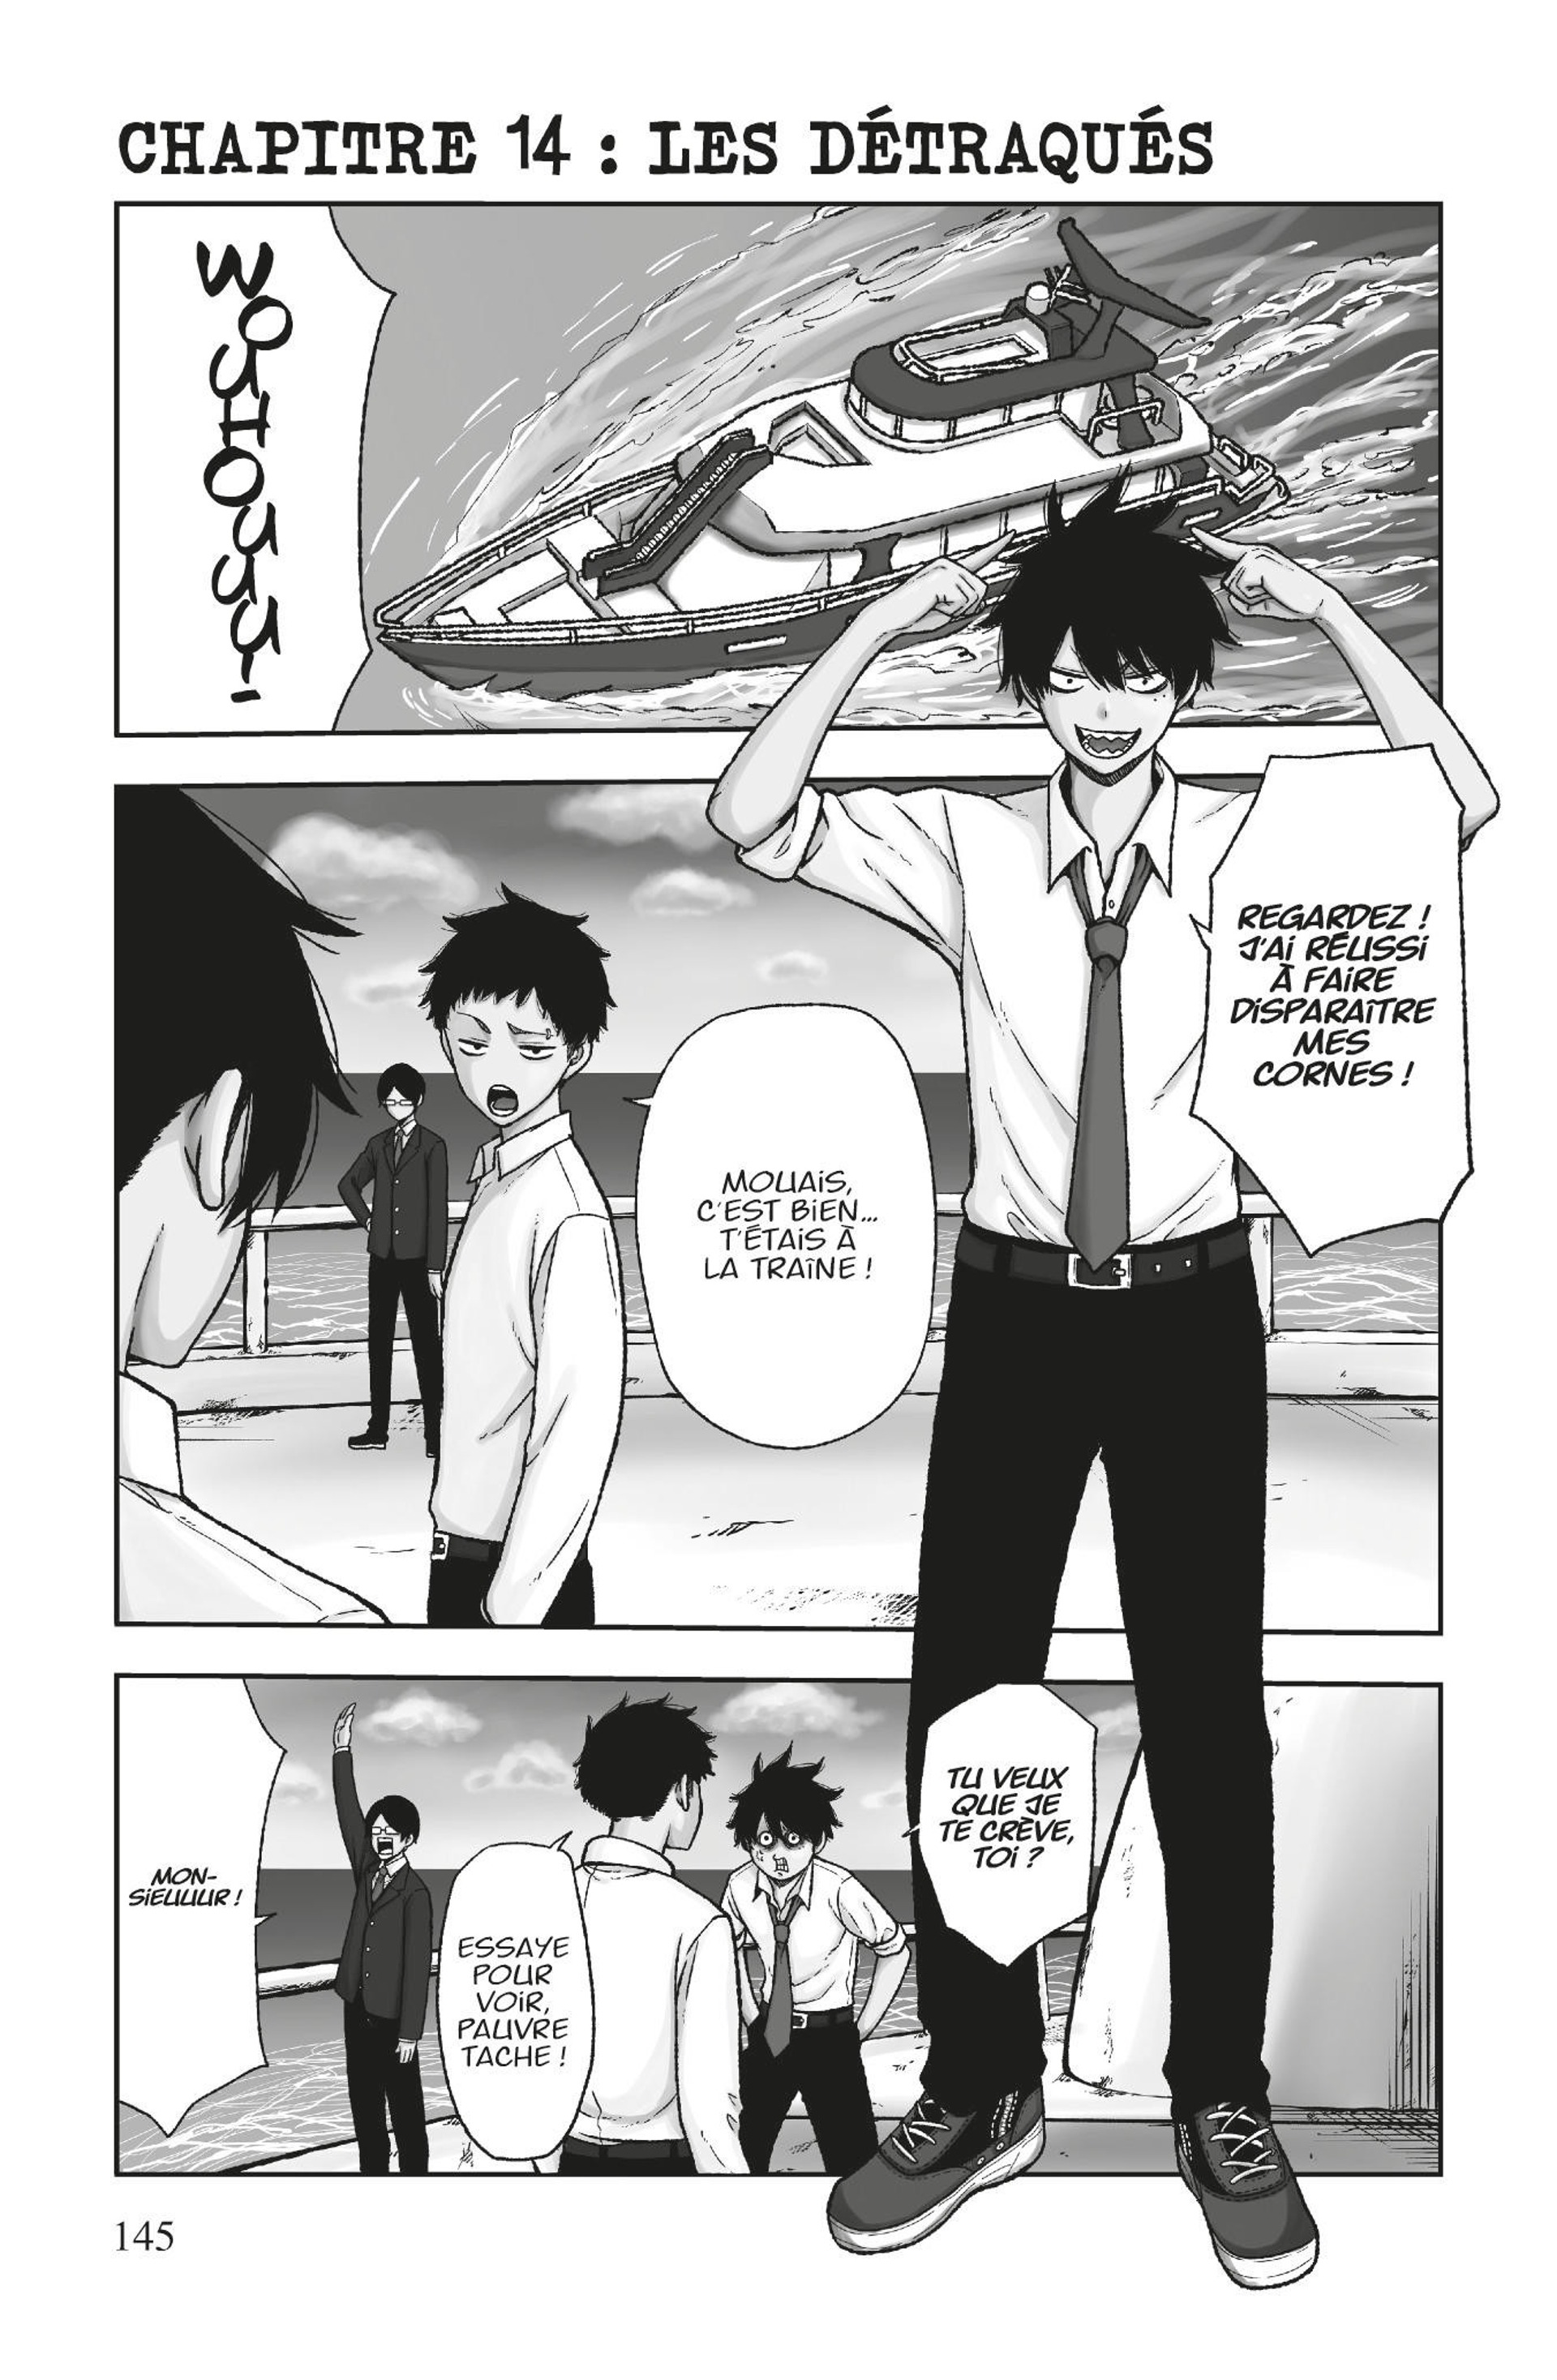 CHAPITRE 14 : LES DÉTRAQUÉS
WOUHOUUU-
REGARDEZ !
J'AI RÉUSSI
À FAIRE
DISPARAÎTRE
MES
CORNES !
MOUAIS,
C'EST BIEN...
T'ÉTAIS À
LA TRAÎNE !
TU VEUX
QUE JE
TE CRÈVE,
TOI ?
ESSAYE
POUR
VOIR,
PAUVRE
TACHE !
MON-
SIEUUUR !
145